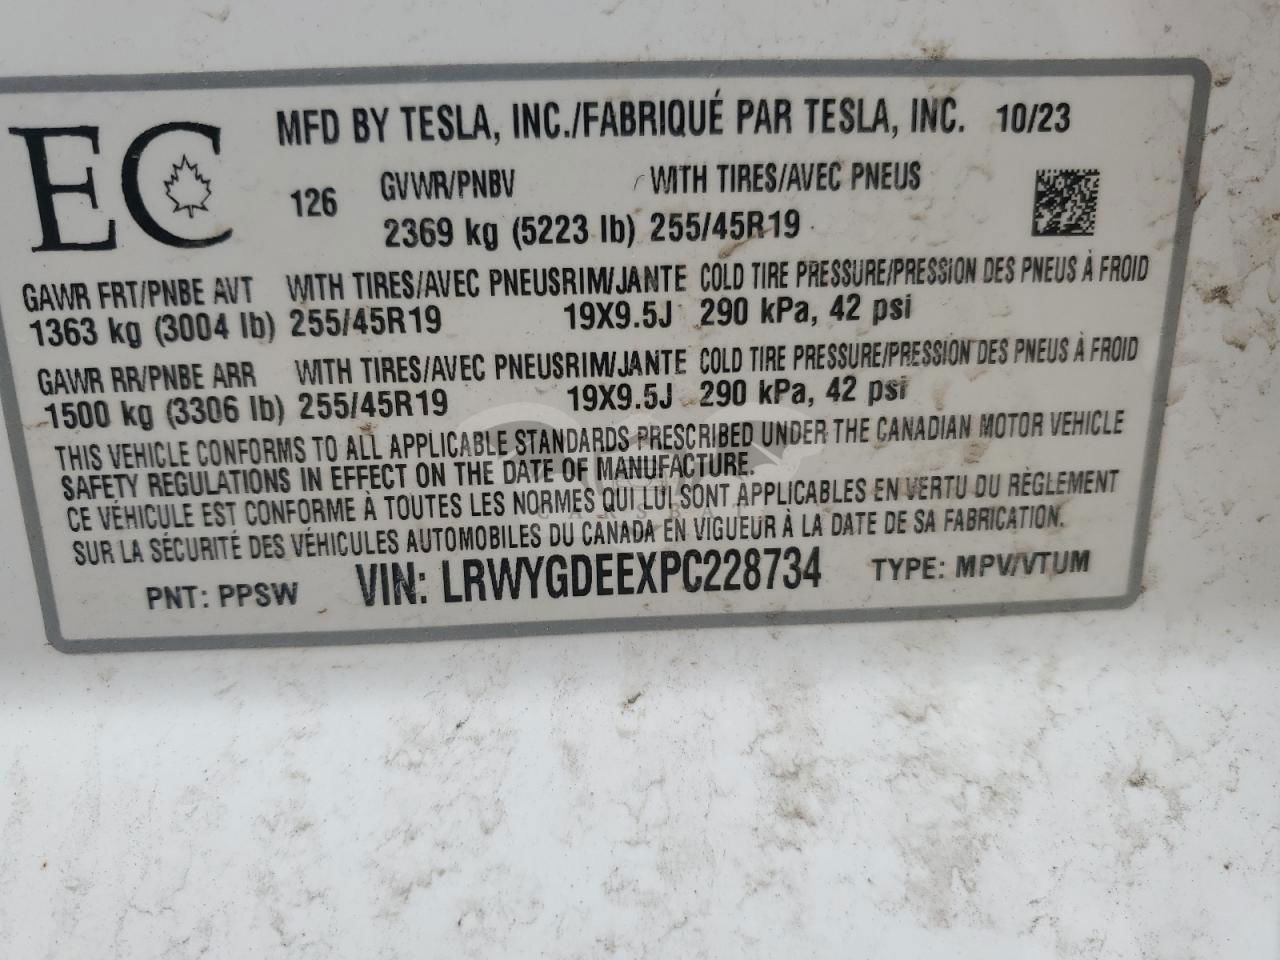 EC
MFD BY TESLA, INC./FABRIQUÉ PAR TESLA, INC. 10/23
126 GVWR/PNBV WITH TIRES/AVEC PNEUS
2369 kg (5223 lb) 255/45R19
GAWR FRT/PNBE AVT WITH TIRES/AVEC PNEUSRIM/JANTE COLD TIRE PRESSURE/PRESSION DES PNEUS À FROID
1363 kg (3004 lb) 255/45R19 19X9.5J 290 kPa, 42 psi
GAWR RR/PNBE ARR WITH TIRES/AVEC PNEUSRIM/JANTE COLD TIRE PRESSURE/PRESSION DES PNEUS À FROID
1500 kg (3306 lb) 255/45R19 19X9.5J 290 kPa, 42 psi
THIS VEHICLE CONFORMS TO ALL APPLICABLE STANDARDS PRESCRIBED UNDER THE CANADIAN MOTOR VEHICLE
SAFETY REGULATIONS IN EFFECT ON THE DATE OF MANUFACTURE.
CE VÉHICULE EST CONFORME À TOUTES LES NORMES QUI LUI SONT APPLICABLES EN VERTU DU RÈGLEMENT
SUR LA SÉCURITÉ DES VÉHICULES AUTOMOBILES DU CANADA EN VIGUEUR À LA DATE DE SA FABRICATION.
PNT: PPSW VIN: LRWYGDEEXPC228734 TYPE: MPV/VTUM